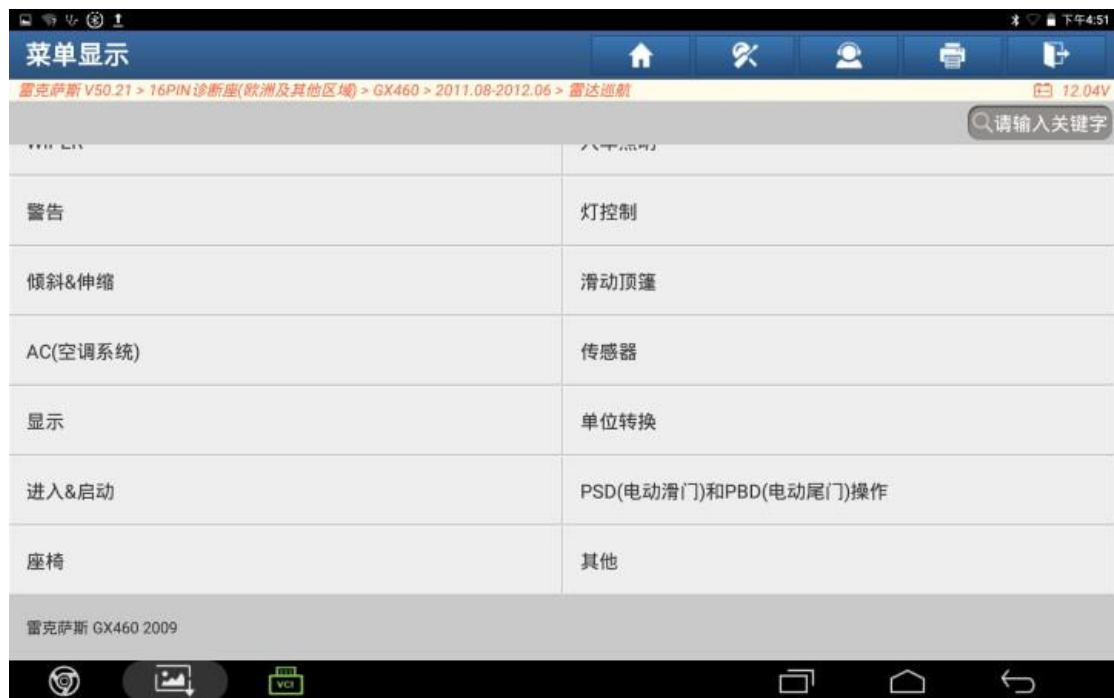 下午4:51
菜单显示
雷克萨斯 V50.21 > 16PIN诊断座(欧洲及其他区域) > GX460 > 2011.08-2012.06 > 雷达巡航
12.04V
请输入关键字
警告
灯控制
倾斜&伸缩
滑动顶篷
AC(空调系统)
传感器
显示
单位转换
进入&启动
PSD(电动滑门)和PBD(电动尾门)操作
座椅
其他
雷克萨斯 GX460 2009
VCI